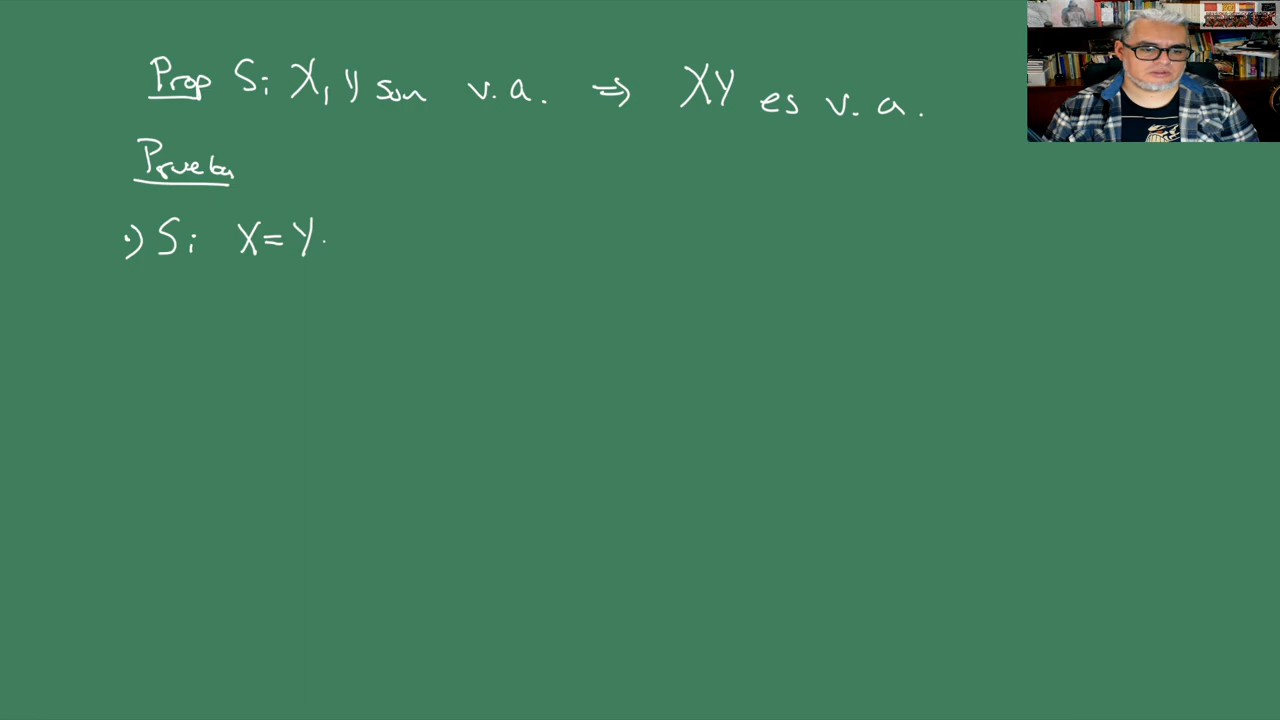 Prop Si X, Y son v.a. ⇒ XY es v.a.
Prueba
·) Si X=Y.